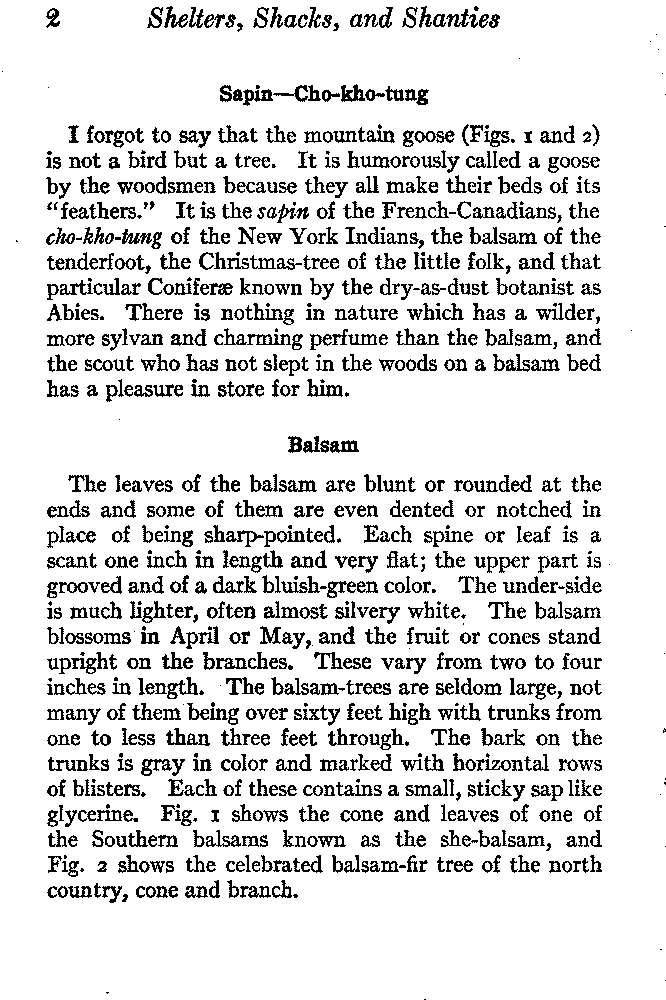 2 Shelters, Shacks, and Shanties
Sapin—Cho-kho-tung
I forgot to say that the mountain goose (Figs. 1 and 2)
is not a bird but a tree. It is humorously called a goose
by the woodsmen because they all make their beds of its
“feathers.” It is the sapin of the French-Canadians, the
cho-kho-tung of the New York Indians, the balsam of the
tenderfoot, the Christmas-tree of the little folk, and that
particular Coniferæ known by the dry-as-dust botanist as
Abies. There is nothing in nature which has a wilder,
more sylvan and charming perfume than the balsam, and
the scout who has not slept in the woods on a balsam bed
has a pleasure in store for him.
Balsam
The leaves of the balsam are blunt or rounded at the
ends and some of them are even dented or notched in
place of being sharp-pointed. Each spine or leaf is a
scant one inch in length and very flat; the upper part is
grooved and of a dark bluish-green color. The under-side
is much lighter, often almost silvery white. The balsam
blossoms in April or May, and the fruit or cones stand
upright on the branches. These vary from two to four
inches in length. The balsam-trees are seldom large, not
many of them being over sixty feet high with trunks from
one to less than three feet through. The bark on the
trunks is gray in color and marked with horizontal rows
of blisters. Each of these contains a small, sticky sap like
glycerine. Fig. 1 shows the cone and leaves of one of
the Southern balsams known as the she-balsam, and
Fig. 2 shows the celebrated balsam-fir tree of the north
country, cone and branch.